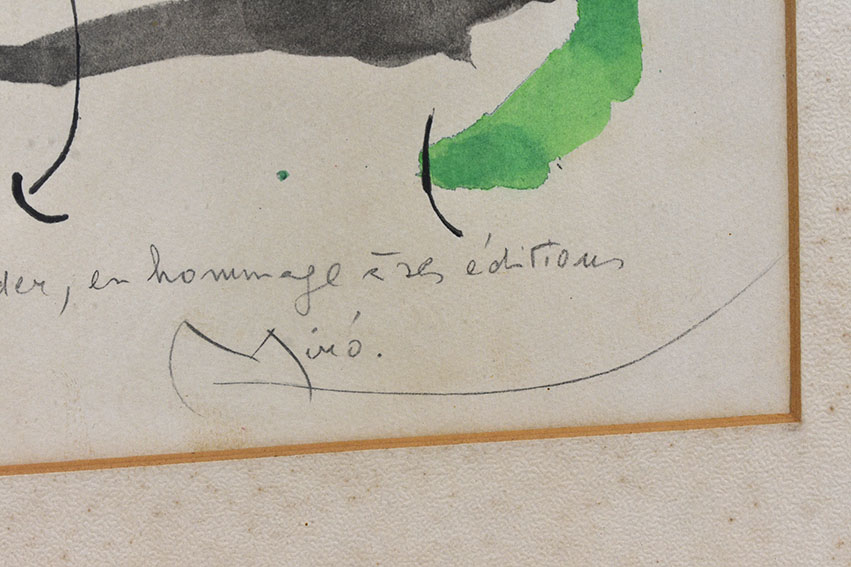 der, en hommage à ses éditions
Miró.